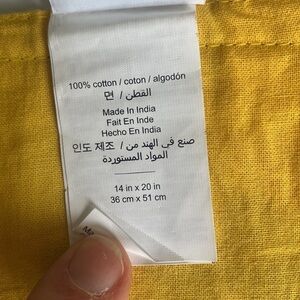 100% cotton / coton / algodón
면 / القطن
Made In India
Fait En Inde
Hecho En India
인도 제조 / صنع في الهند من
المواد المستوردة
14 in x 20 in
36 cm x 51 cm